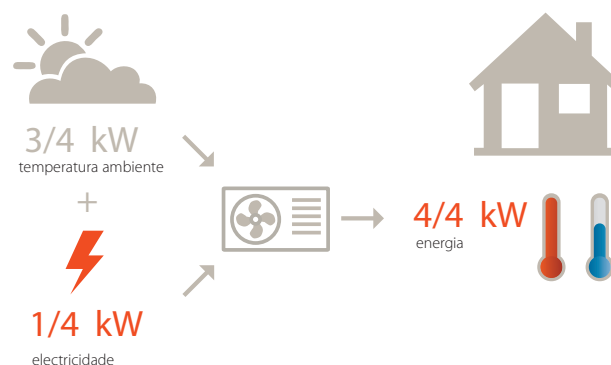 3/4 kW
temperatura ambiente
+
1/4 kW
electricidade
4/4 kW
energia